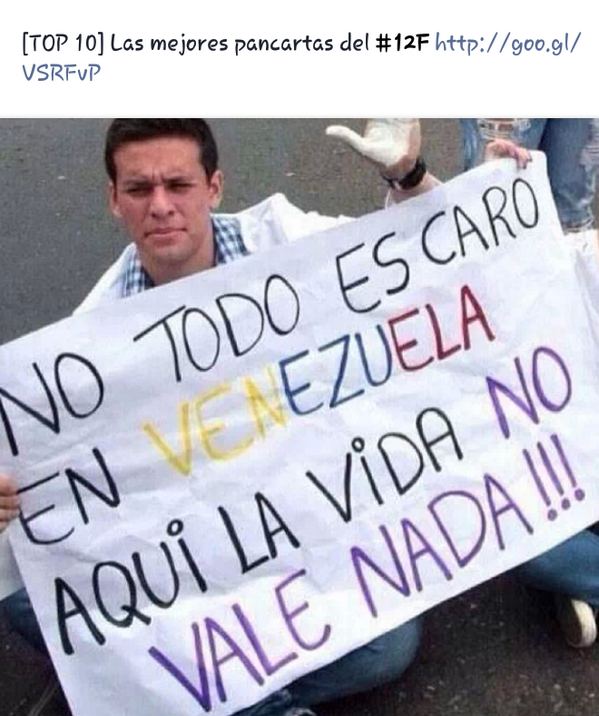 [TOP 10] Las mejores pancartas del #12F http://goo.gl/
VSRFvP
NO TODO ES CARO
EN VENEZUELA
AQUi LA ViDA NO
VALE NADA!!!